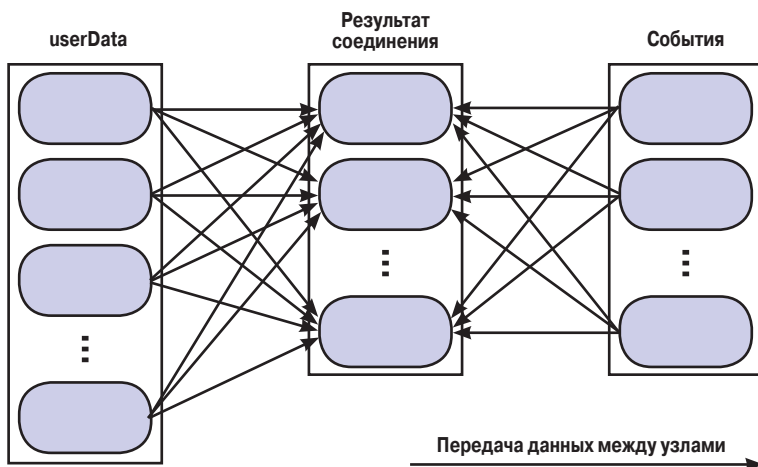 userData
Результат
соединения
События
Передача данных между узлами